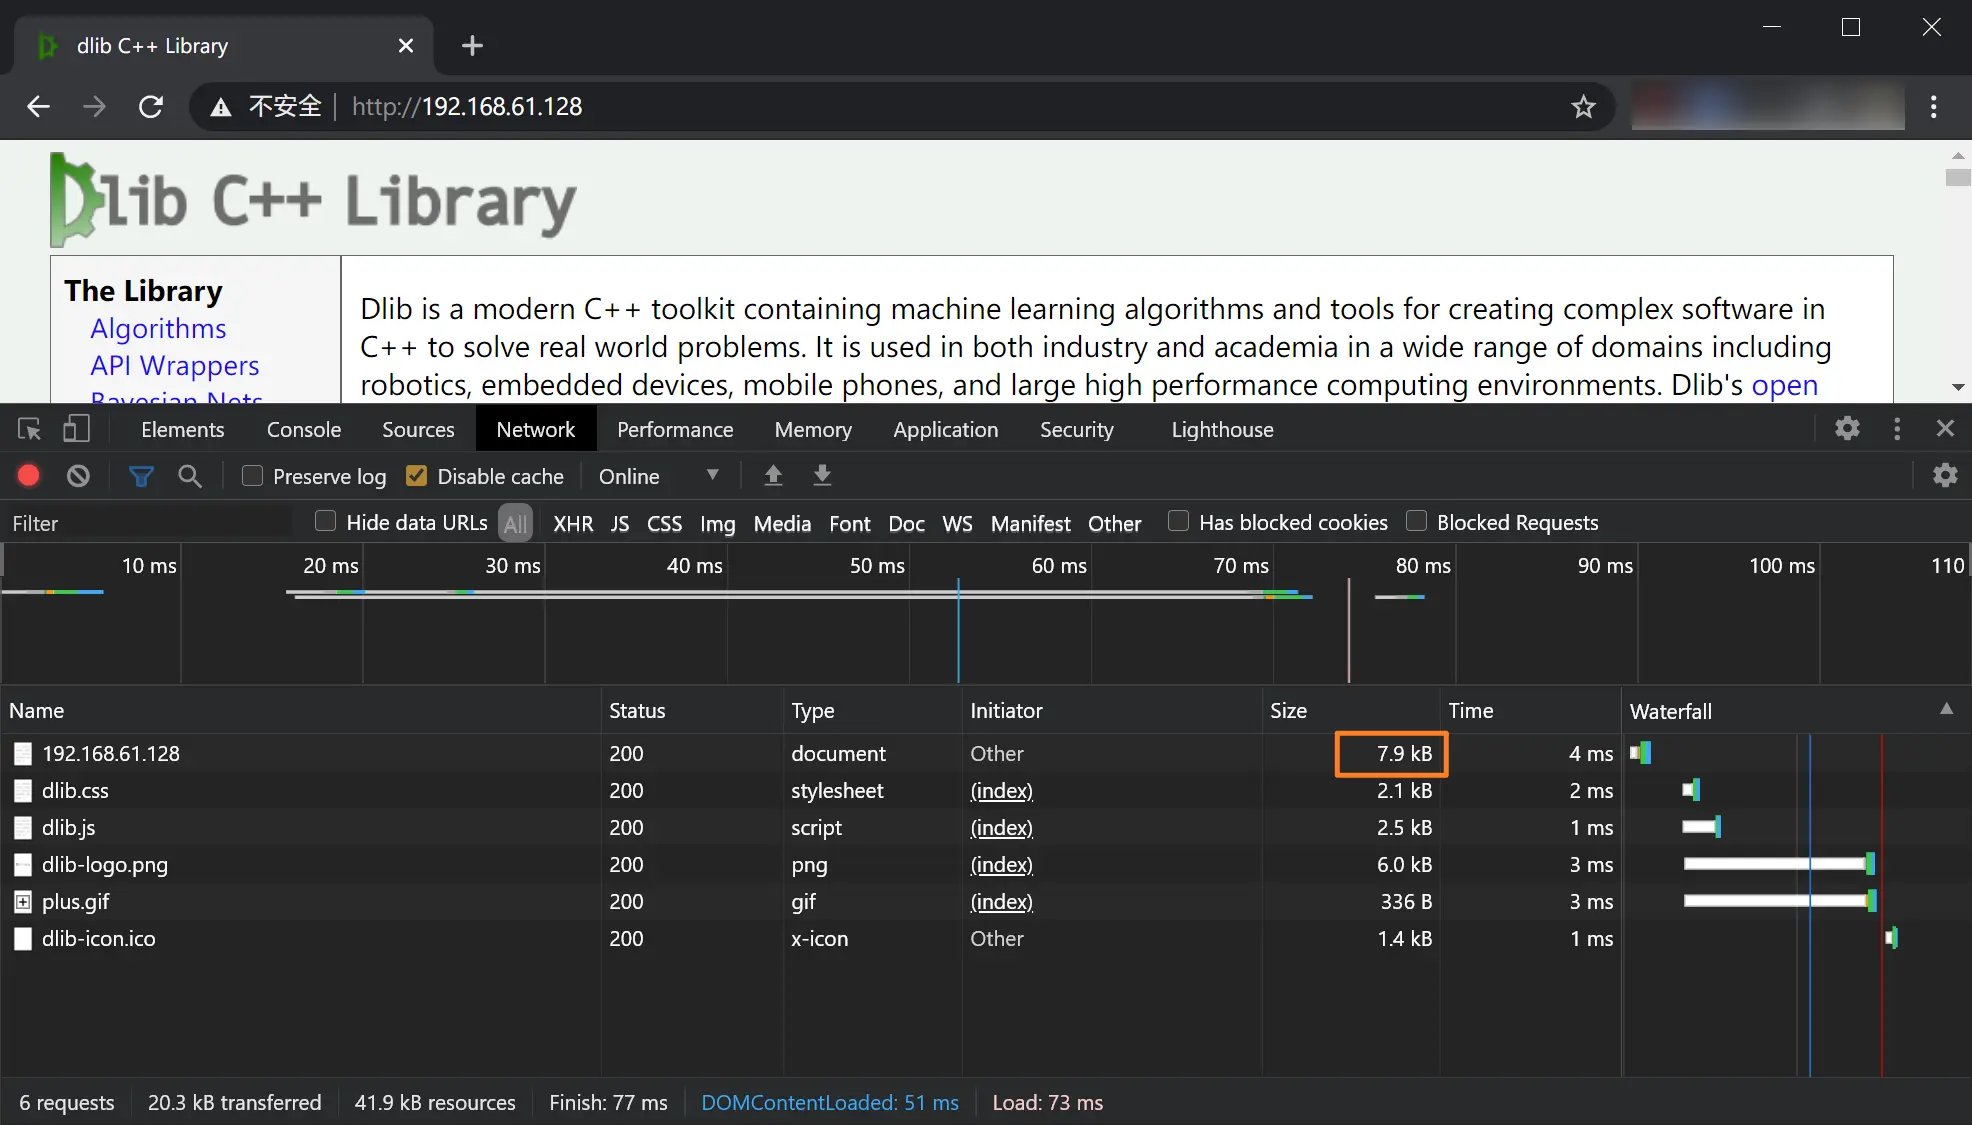 dlib C++ Library
不安全 http://192.168.61.128
Dlib C++ Library
The Library
Algorithms
API Wrappers
Bayesian Nets
Dlib is a modern C++ toolkit containing machine learning algorithms and tools for creating complex software in
C++ to solve real world problems. It is used in both industry and academia in a wide range of domains including
robotics, embedded devices, mobile phones, and large high performance computing environments. Dlib's open
Elements Console Sources Network Performance Memory Application Security Lighthouse
Preserve log Disable cache Online
Filter Hide data URLs All XHR JS CSS Img Media Font Doc WS Manifest Other Has blocked cookies Blocked Requests
10 ms 20 ms 30 ms 40 ms 50 ms 60 ms 70 ms 80 ms 90 ms 100 ms 110
Name Status Type Initiator Size Time Waterfall
192.168.61.128 200 document Other 7.9 kB 4 ms
dlib.css 200 stylesheet (index) 2.1 kB 2 ms
dlib.js 200 script (index) 2.5 kB 1 ms
dlib-logo.png 200 png (index) 6.0 kB 3 ms
plus.gif 200 gif (index) 336 B 3 ms
dlib-icon.ico 200 x-icon Other 1.4 kB 1 ms
6 requests 20.3 kB transferred 41.9 kB resources Finish: 77 ms DOMContentLoaded: 51 ms Load: 73 ms